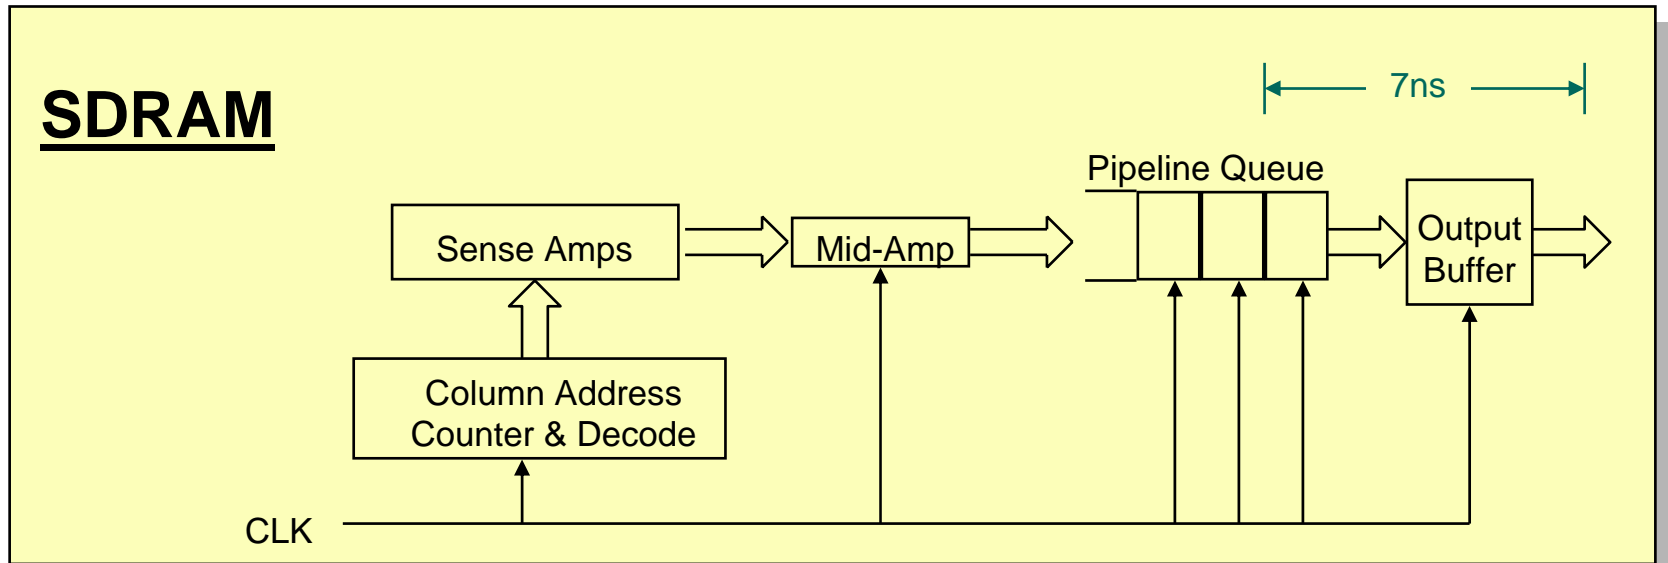 SDRAM
7ns
Pipeline Queue
Sense Amps
Mid-Amp
Output
Buffer
Column Address
Counter & Decode
CLK